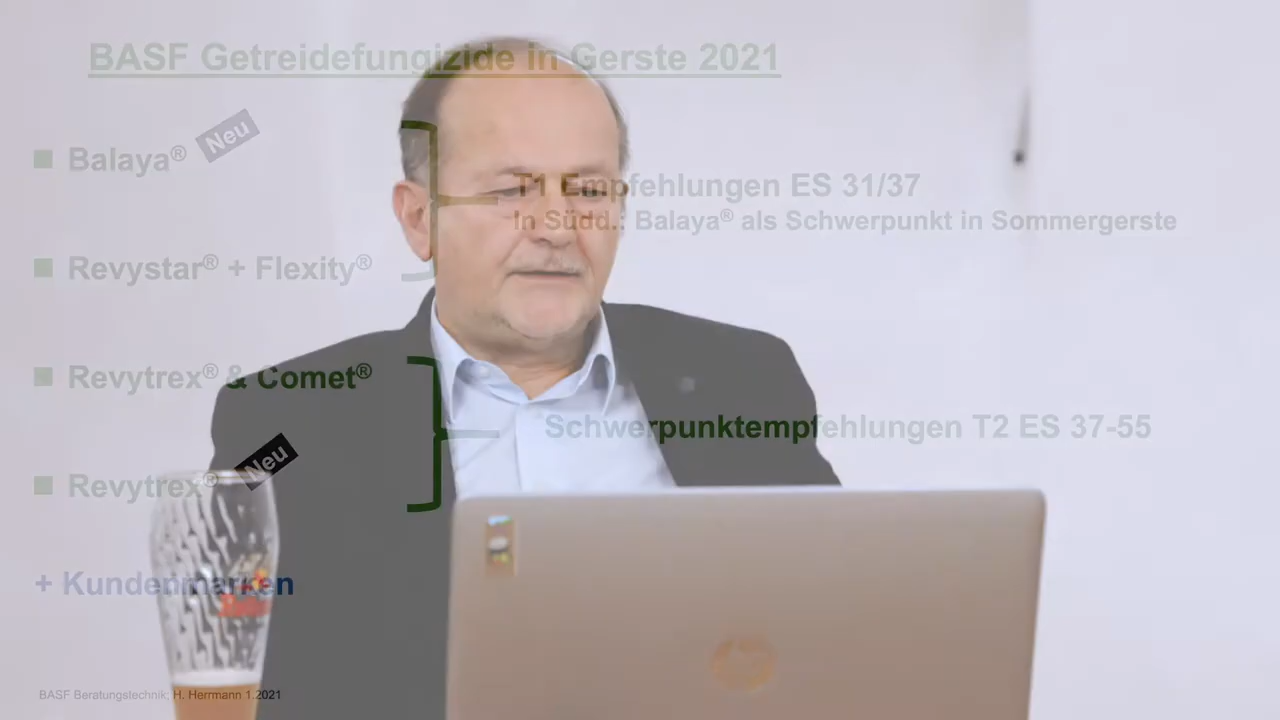 BASF Getreidefungizide in Gerste 2021
Balaya® Neu
T1 Empfehlungen ES 31/37
in Südd.: Balaya® als Schwerpunkt in Sommergerste
Revystar® + Flexity®
Revytrex® & Comet®
Schwerpunktempfehlungen T2 ES 37-55
Revytrex® Neu
+ Kundenmarken
BASF Beratungstechnik; H. Herrmann 1.2021